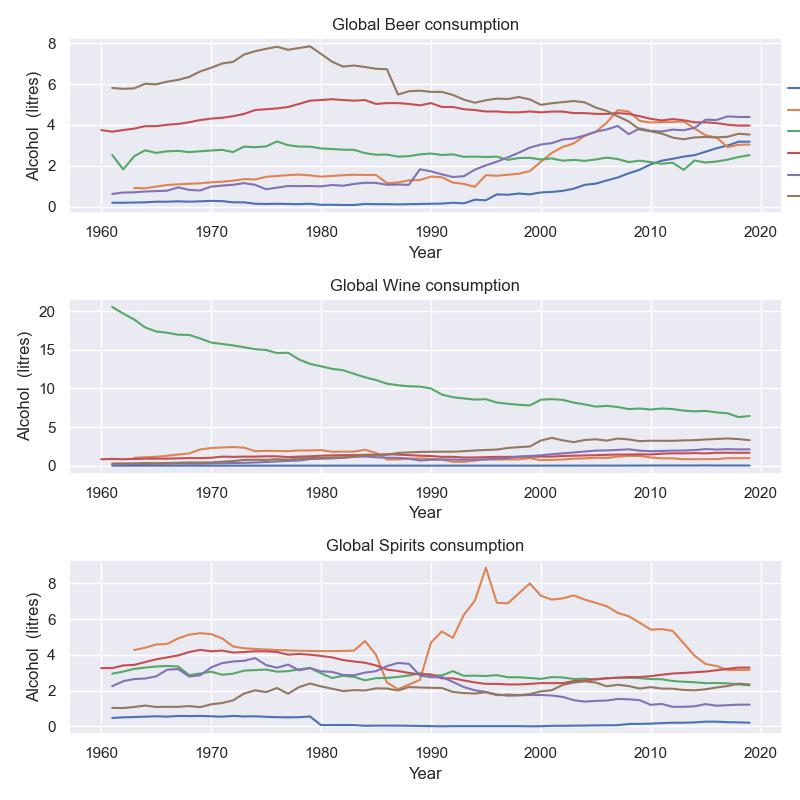 Global Beer consumption
8
6
4
2
0
Alcohol (litres)
1960 1970 1980 1990 2000 2010 2020
Year
Global Wine consumption
20
15
10
5
0
Alcohol (litres)
1960 1970 1980 1990 2000 2010 2020
Year
Global Spirits consumption
8
6
4
2
0
Alcohol (litres)
1960 1970 1980 1990 2000 2010 2020
Year